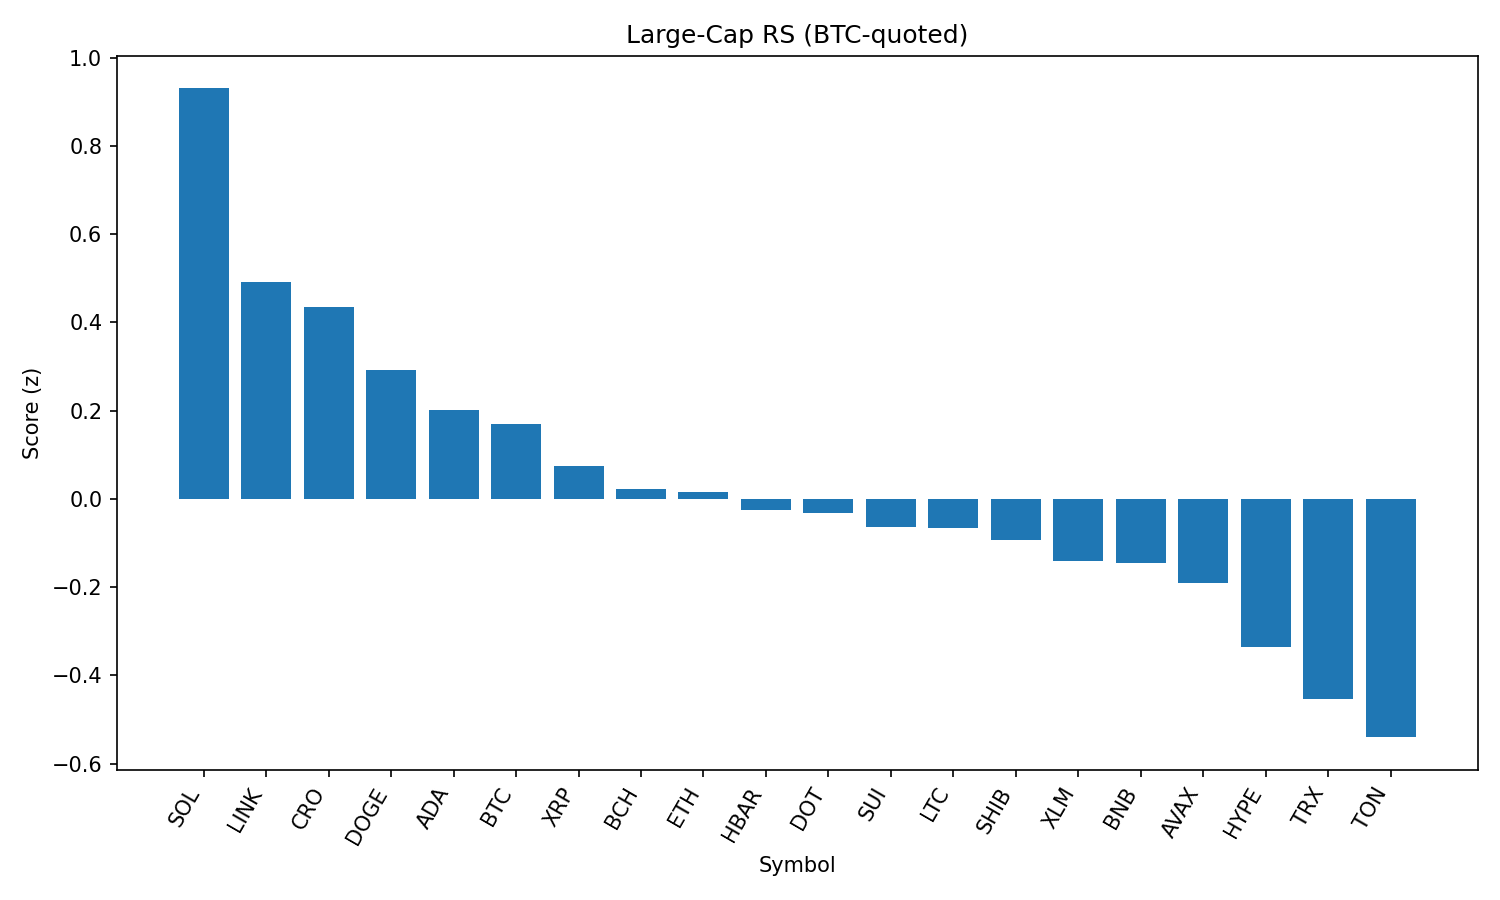 Large-Cap RS (BTC-quoted)
1.0
0.8
0.6
0.4
0.2
0.0
−0.2
−0.4
−0.6
Score (z)
SOL
LINK
CRO
DOGE
ADA
BTC
XRP
BCH
ETH
HBAR
DOT
SUI
LTC
SHIB
XLM
BNB
AVAX
HYPE
TRX
TON
Symbol